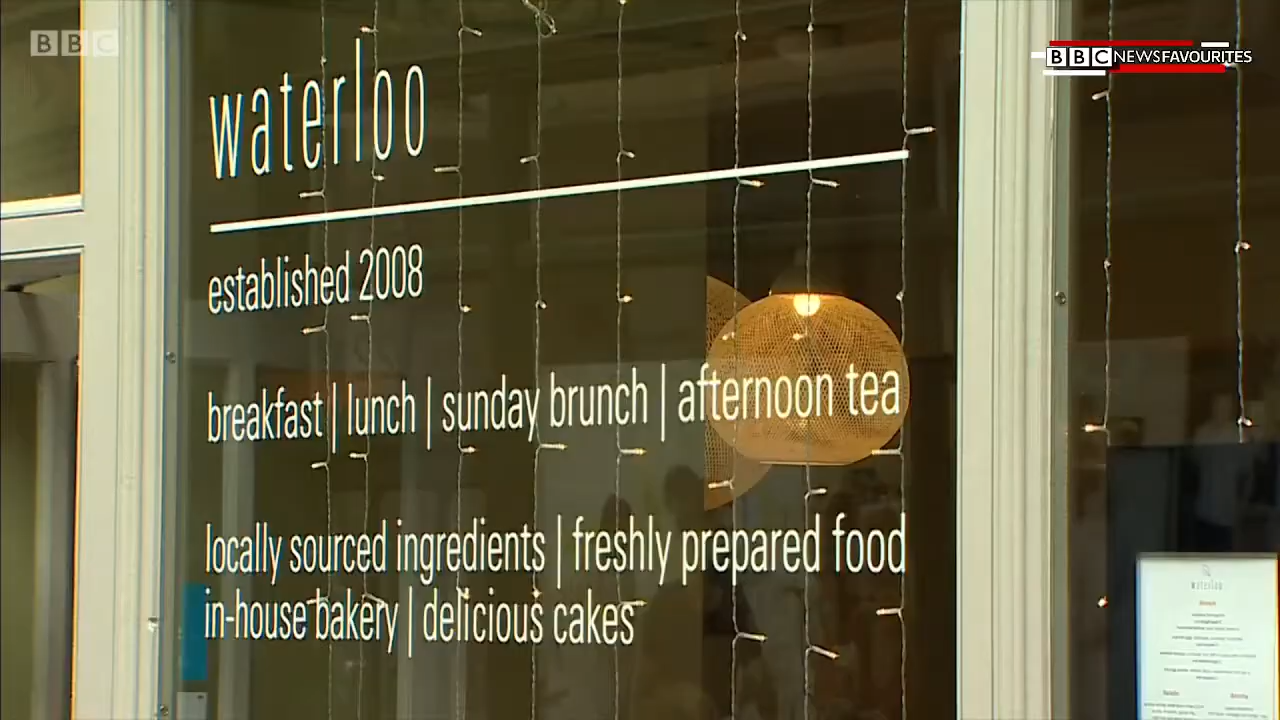 BBC
BBC NEWS FAVOURITES
waterloo
established 2008
breakfast | lunch | sunday brunch | afternoon tea
locally sourced ingredients | freshly prepared food
in-house bakery | delicious cakes
waterloo